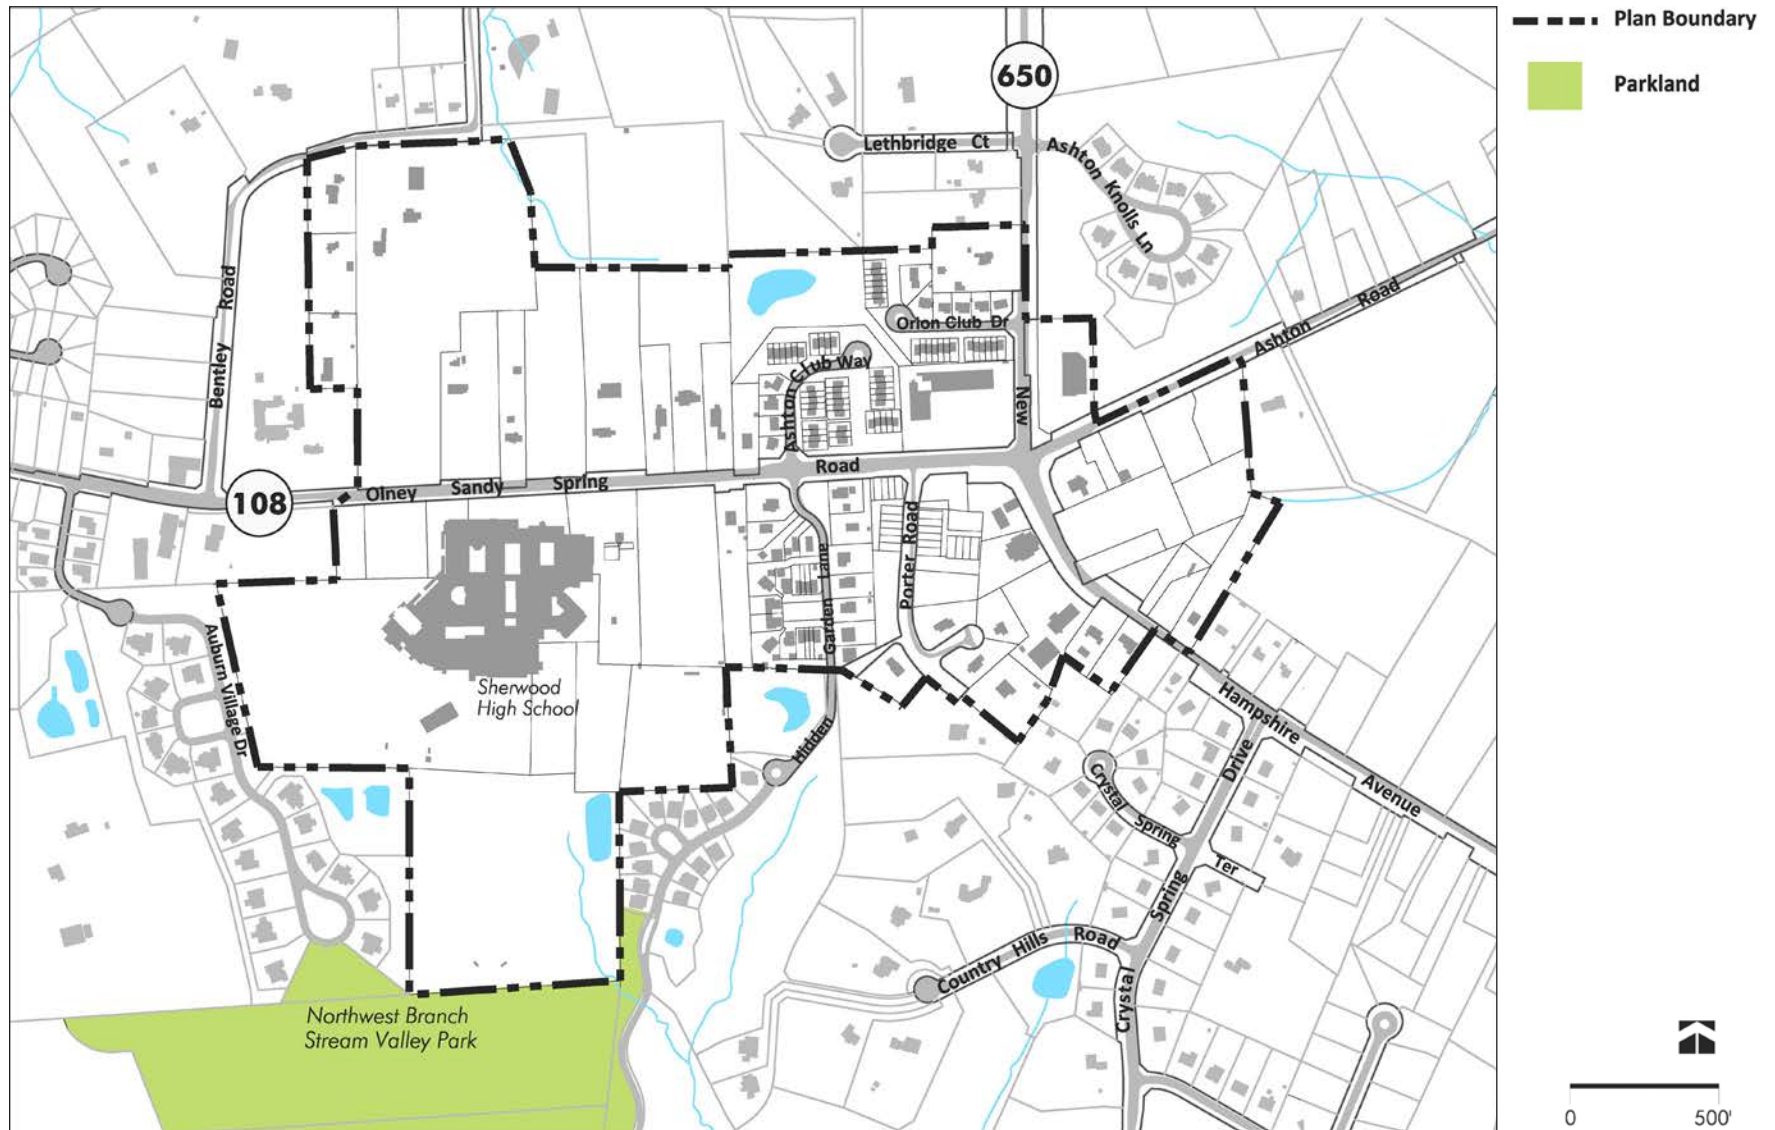 Plan Boundary
650
Parkland
Lethbridge Ct
Ashton Knolls Ln
Bentley Road
Orion Club Dr
Ashton Road
Ashton Club Way
New
Road
108
Olney Sandy Spring
Porter Road
Garden Lane
Auburn Village Dr
Sherwood
High School
Hampshire
Hidden
Drive
Crystal
Avenue
Spring
Ter
Spring
Country Hills Road
Crystal
Northwest Branch
Stream Valley Park
0 500'